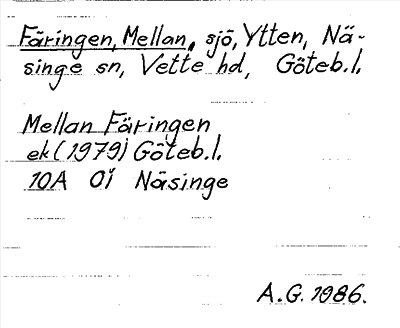 Färingen, Mellan, sjö, Ytten, Nä-
singe sn, Vette hd, Göteb.l.
Mellan Färingen
ek (1979) Göteb.l.
10A 0i Näsinge
A.G. 1986.